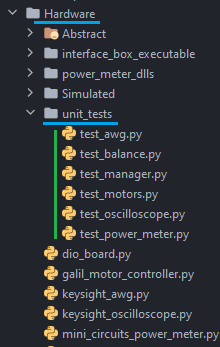 Hardware
Abstract
interface_box_executable
power_meter_dlls
Simulated
unit_tests
test_awg.py
test_balance.py
test_manager.py
test_motors.py
test_oscilloscope.py
test_power_meter.py
dio_board.py
galil_motor_controller.py
keysight_awg.py
keysight_oscilloscope.py
mini_circuits_power_meter.py